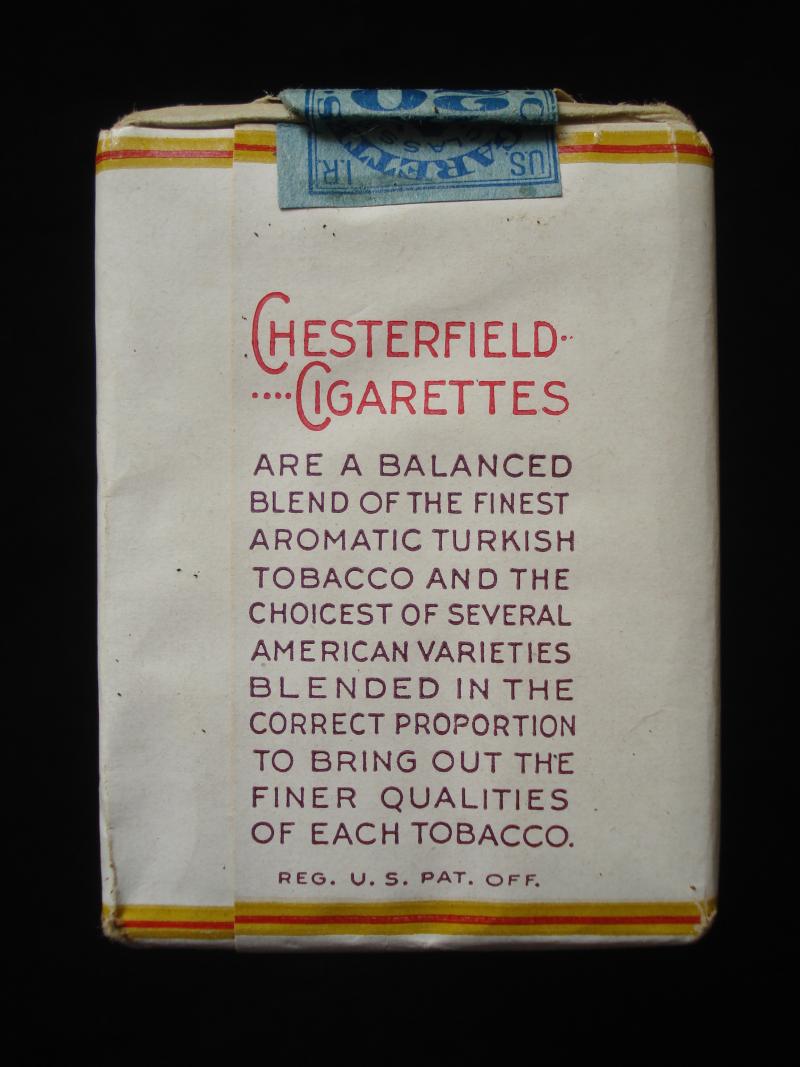 20
CHESTERFIELD
CIGARETTES
ARE A BALANCED
BLEND OF THE FINEST
AROMATIC TURKISH
TOBACCO AND THE
CHOICEST OF SEVERAL
AMERICAN VARIETIES
BLENDED IN THE
CORRECT PROPORTION
TO BRING OUT THE
FINER QUALITIES
OF EACH TOBACCO.
REG. U. S. PAT. OFF.
U.S. I.R.